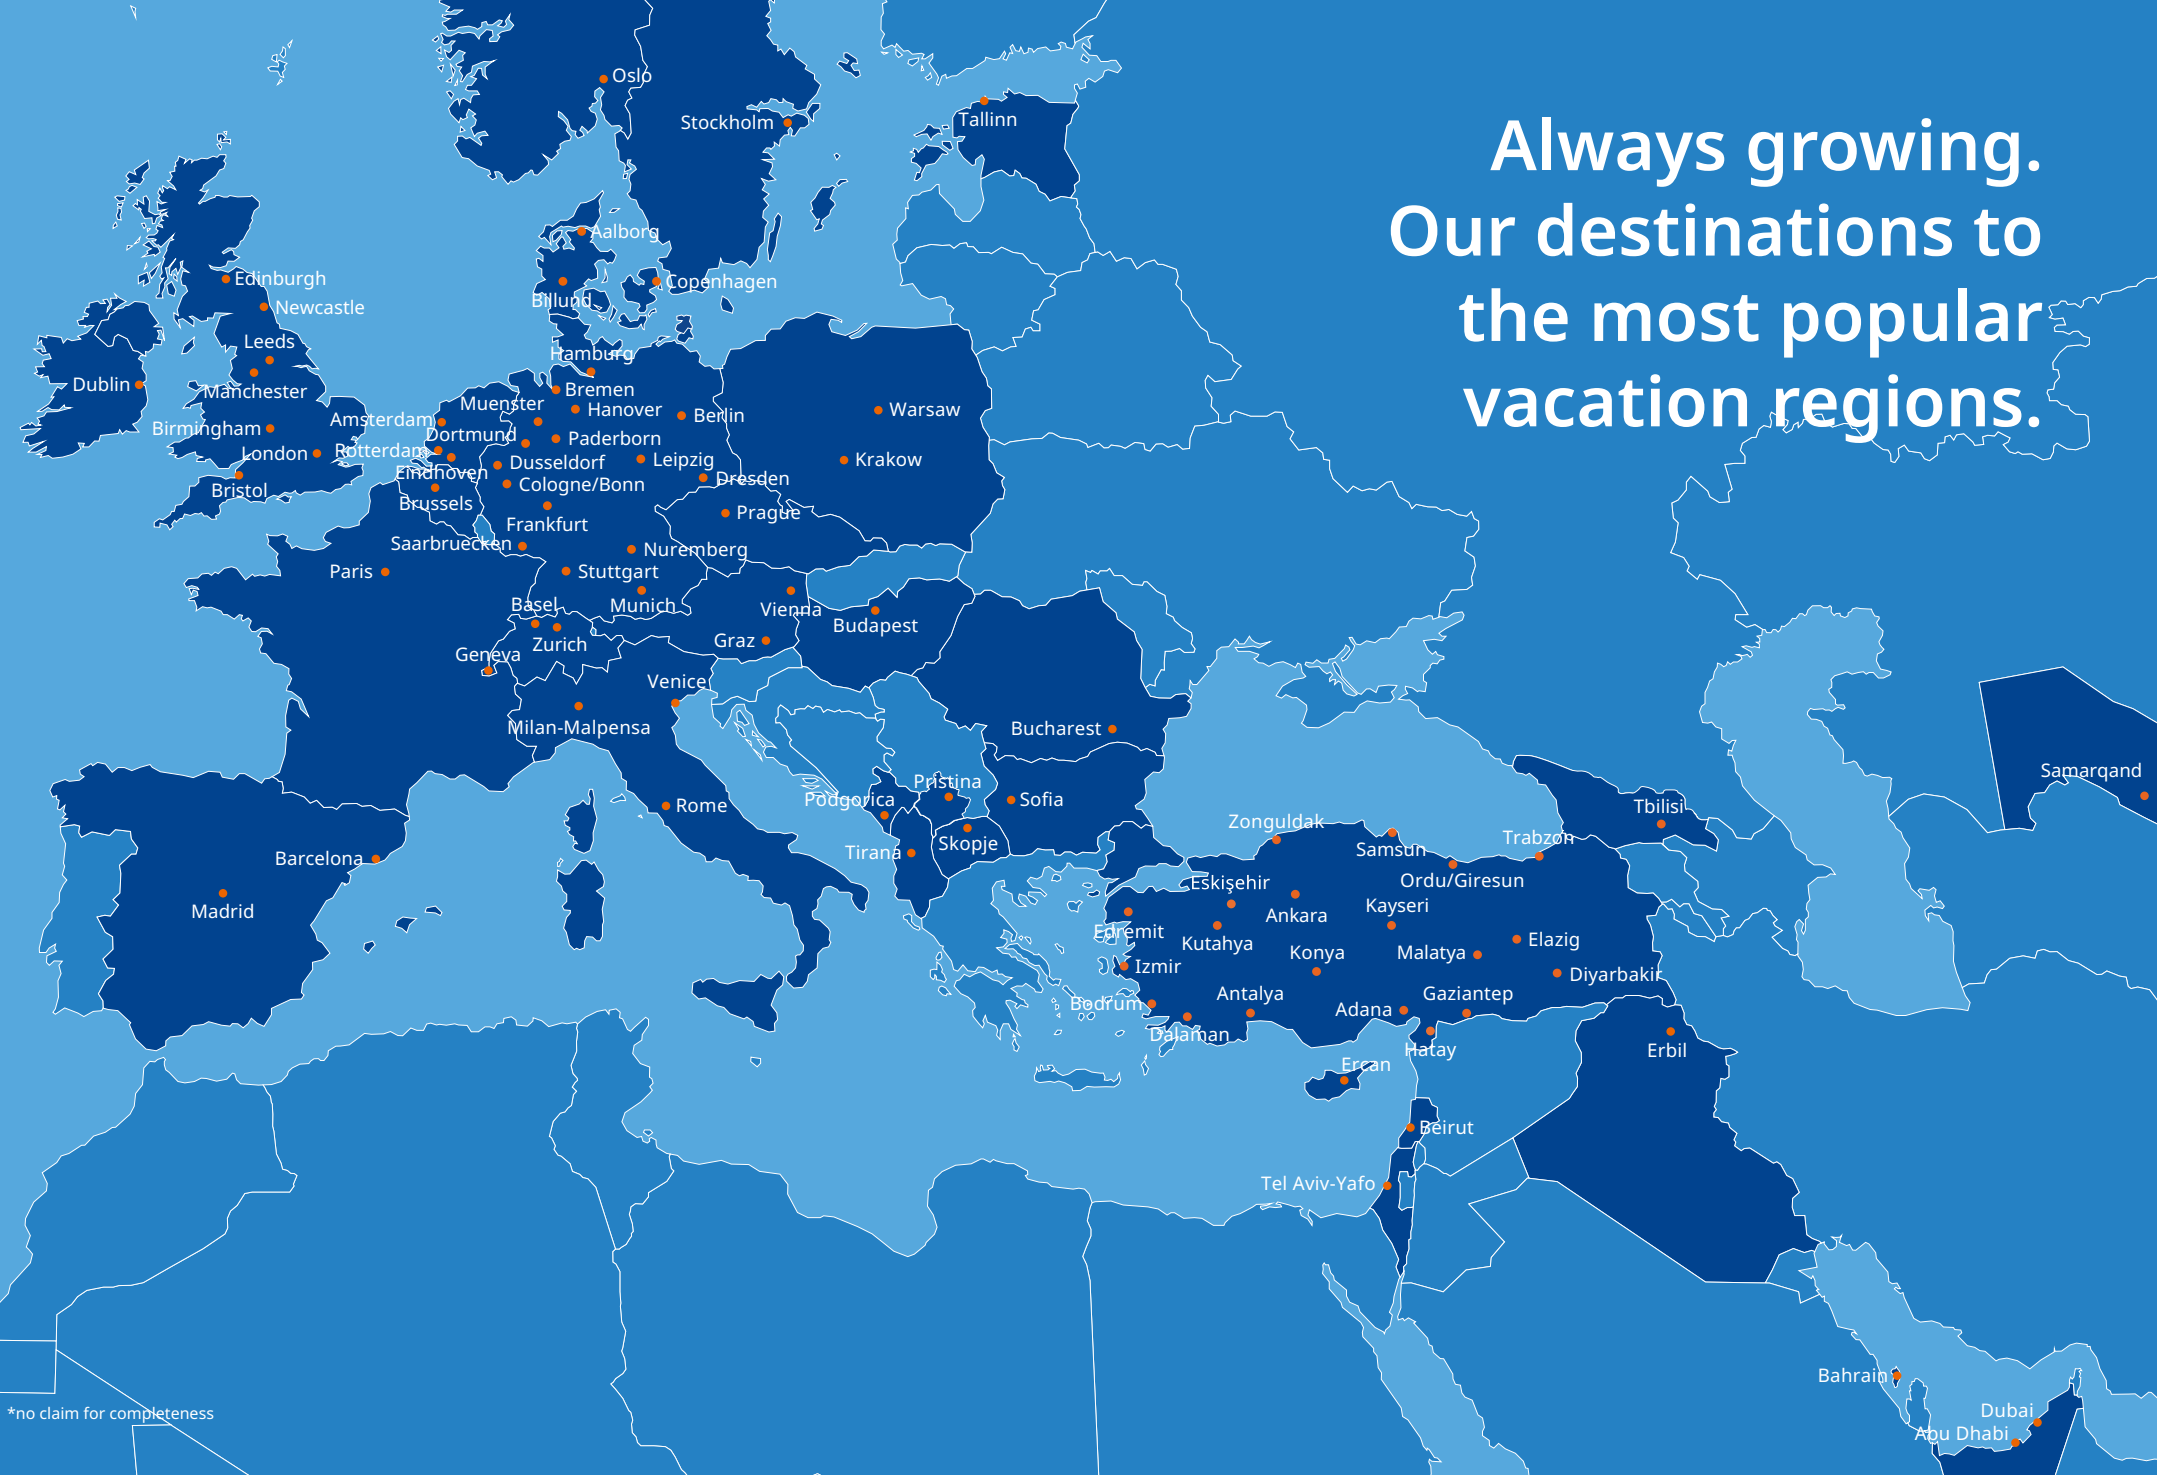 Always growing.
Our destinations to
the most popular
vacation regions.
Oslo
Stockholm
Tallinn
Aalborg
Edinburgh
Copenhagen
Billund
Newcastle
Leeds
Hamburg
Dublin
Manchester
Bremen
Muenster
Hanover
Berlin
Warsaw
Amsterdam
Birmingham
Dortmund
Paderborn
London
Rotterdam
Dusseldorf
Leipzig
Krakow
Eindhoven
Dresden
Bristol
Cologne/Bonn
Brussels
Prague
Frankfurt
Saarbruecken
Nuremberg
Paris
Stuttgart
Basel
Munich
Vienna
Budapest
Zurich
Graz
Geneva
Venice
Milan-Malpensa
Bucharest
Samarqand
Pristina
Podgorica
Rome
Sofia
Tbilisi
Zonguldak
Trabzon
Skopje
Samsun
Tirana
Barcelona
Eskişehir
Ordu/Giresun
Madrid
Ankara
Kayseri
Edremit
Kutahya
Elazig
Konya
Malatya
Izmir
Diyarbakir
Antalya
Gaziantep
Bodrum
Adana
Dalaman
Hatay
Erbil
Ercan
Beirut
Tel Aviv-Yafo
Bahrain
Dubai
Abu Dhabi
*no claim for completeness